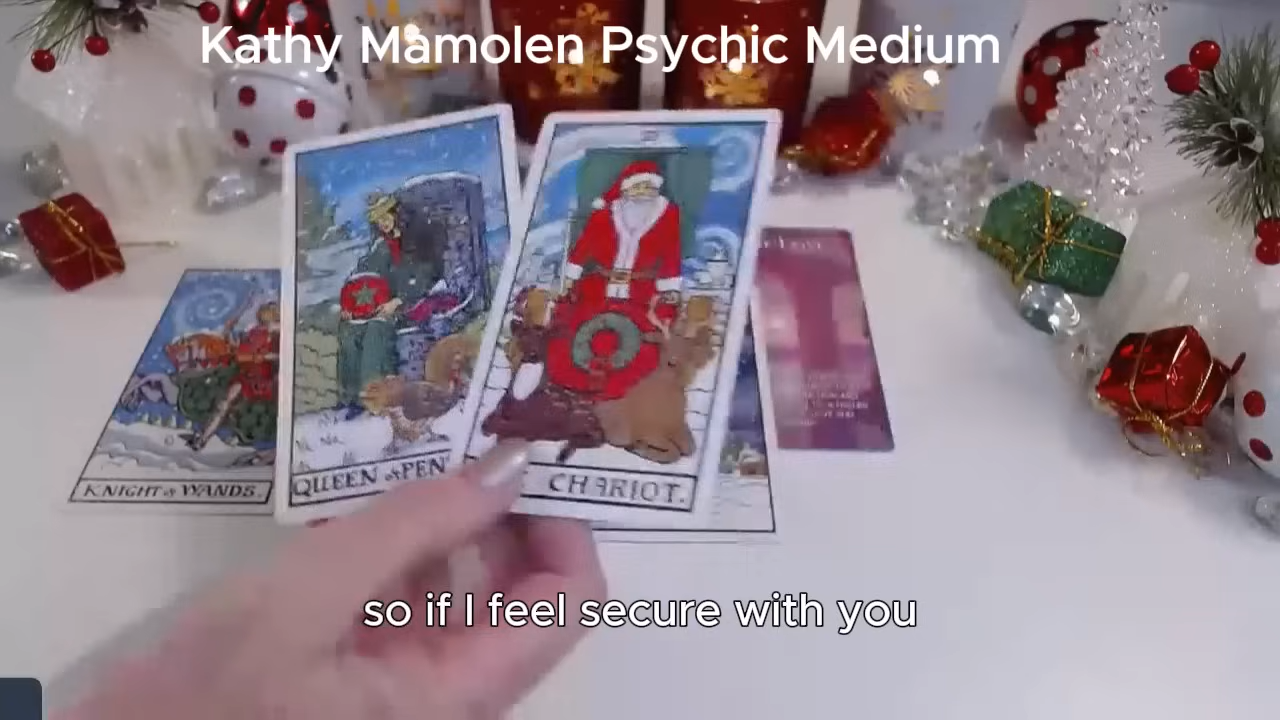 Kathy Mamolen Psychic Medium
KNIGHT of WANDS.
QUEEN of PEN
CHARIOT.
so if I feel secure with you